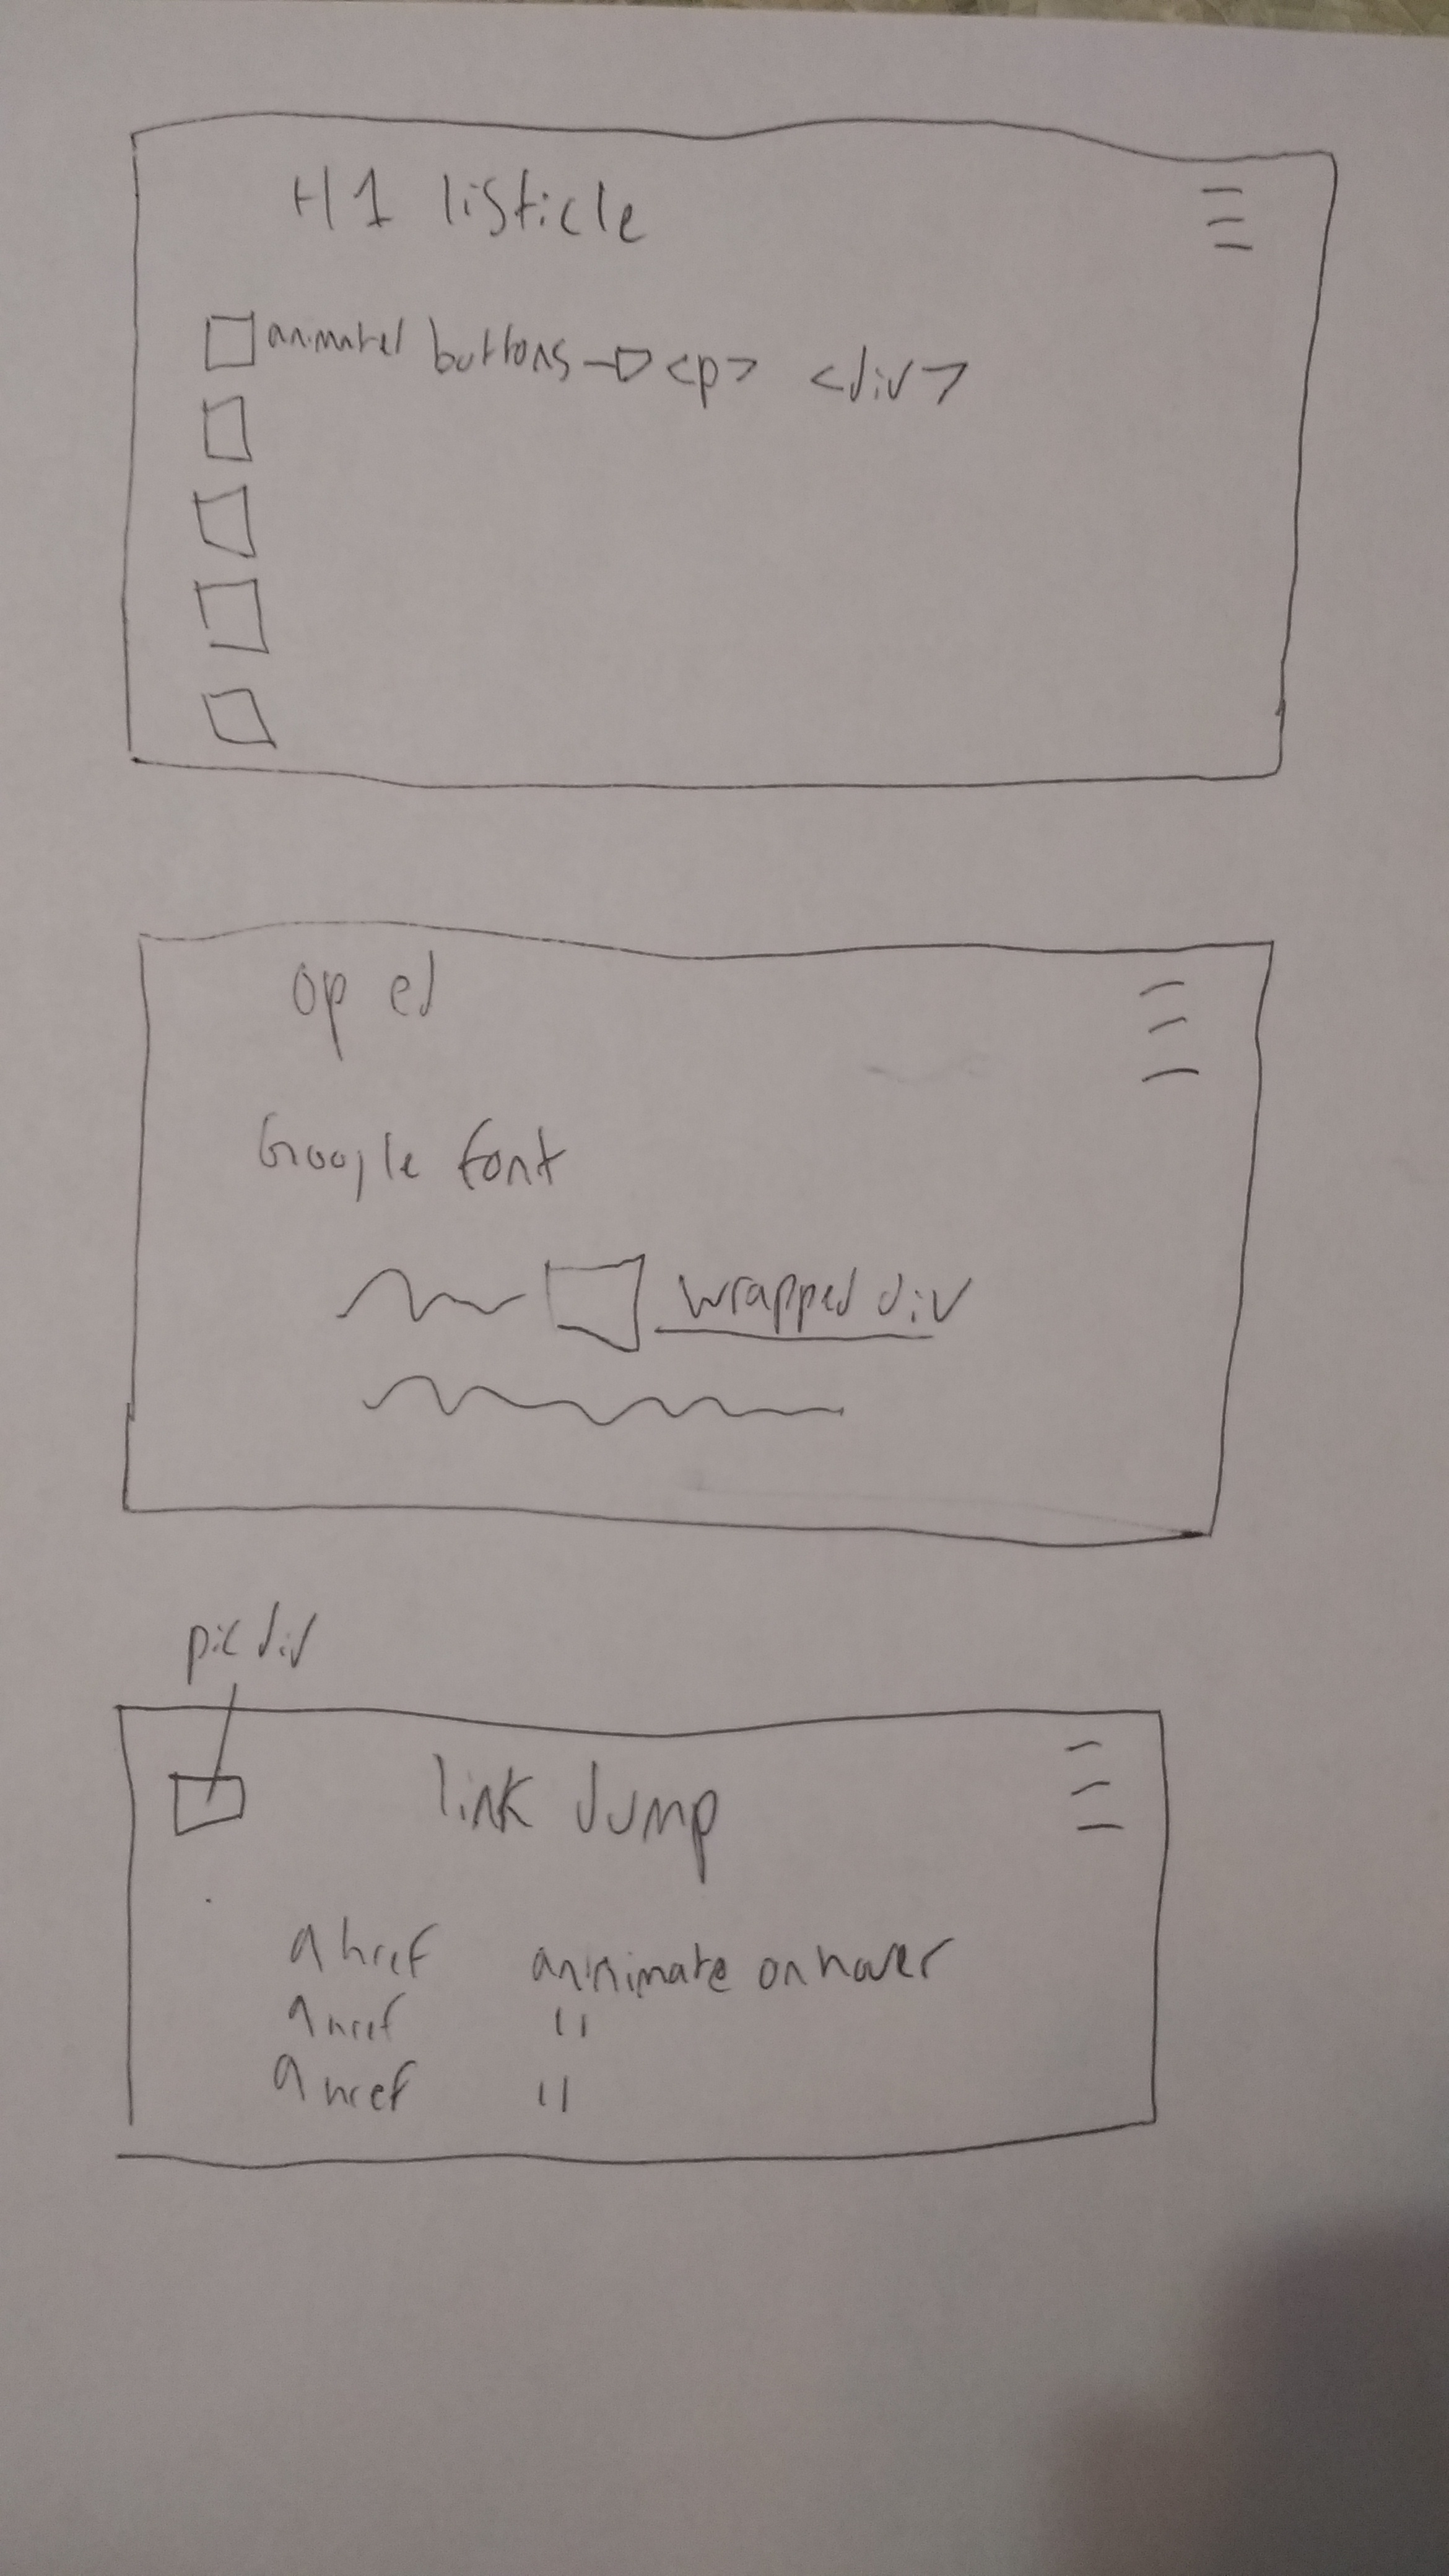 H1 listicle
animated buttons → <p> <div>
op ed
Google font
wrapped div
pic div
link Jump
a href animate on hover
a href "
a href "